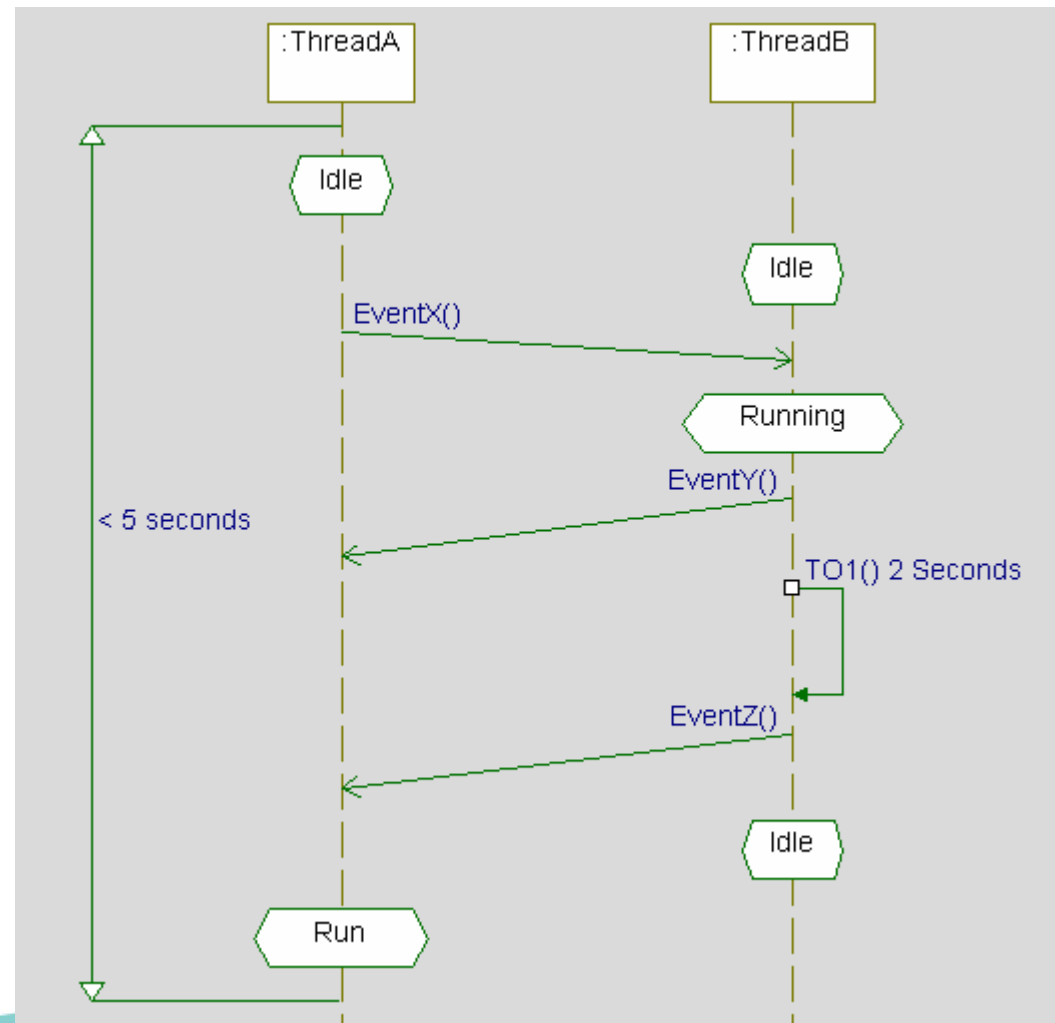 :ThreadA
:ThreadB
Idle
Idle
EventX()
Running
EventY()
< 5 seconds
TO1() 2 Seconds
EventZ()
Idle
Run